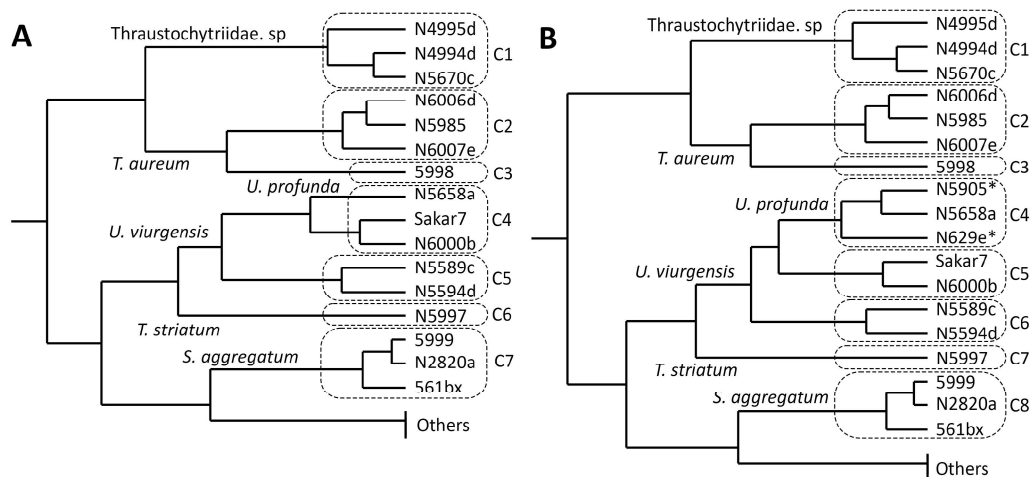 A
Thraustochytriidae. sp
N4995d
N4994d
N5670c
C1
N6006d
N5985
N6007e
C2
T. aureum
5998
C3
U. profunda
N5658a
Sakar7
N6000b
C4
U. viurgensis
N5589c
N5594d
C5
N5997
C6
T. striatum
5999
N2820a
561bx
C7
S. aggregatum
Others
B
Thraustochytriidae. sp
N4995d
N4994d
N5670c
C1
N6006d
N5985
N6007e
C2
T. aureum
5998
C3
N5905*
N5658a
N629e*
C4
U. profunda
Sakar7
N6000b
C5
U. viurgensis
N5589c
N5594d
C6
N5997
C7
T. striatum
5999
N2820a
561bx
C8
S. aggregatum
Others